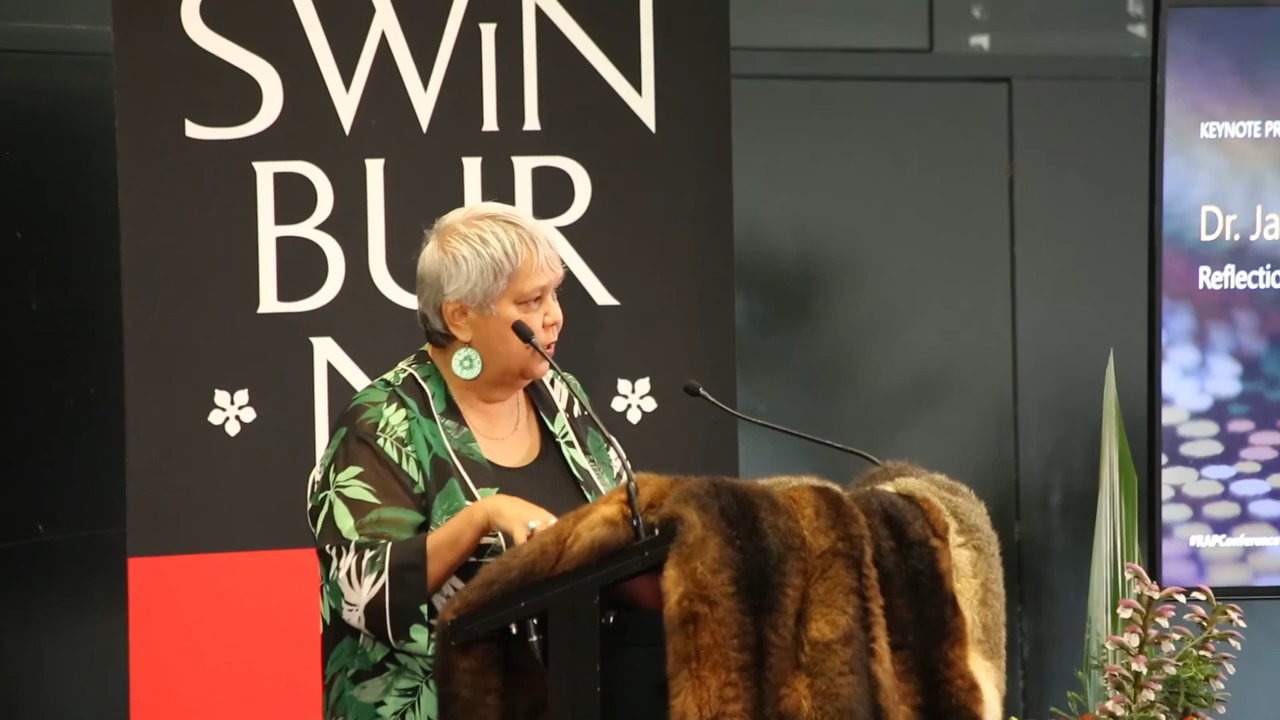 SWIN
BUR
N
KEYNOTE PR
Dr. Ja
Reflectio
#RAPConference